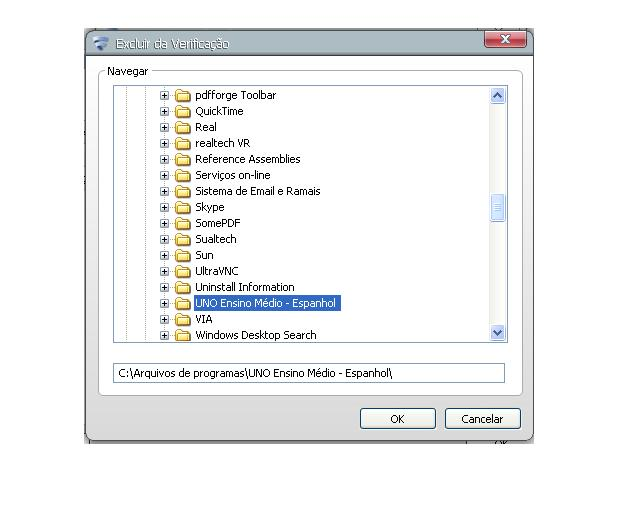 Excluir da Verificação
Navegar
pdfforge Toolbar
QuickTime
Real
realtech VR
Reference Assemblies
Serviços on-line
Sistema de Email e Ramais
Skype
SomePDF
Sualtech
Sun
UltraVNC
Uninstall Information
UNO Ensino Médio - Espanhol
VIA
Windows Desktop Search
C:\Arquivos de programas\UNO Ensino Médio - Espanhol\
OK Cancelar